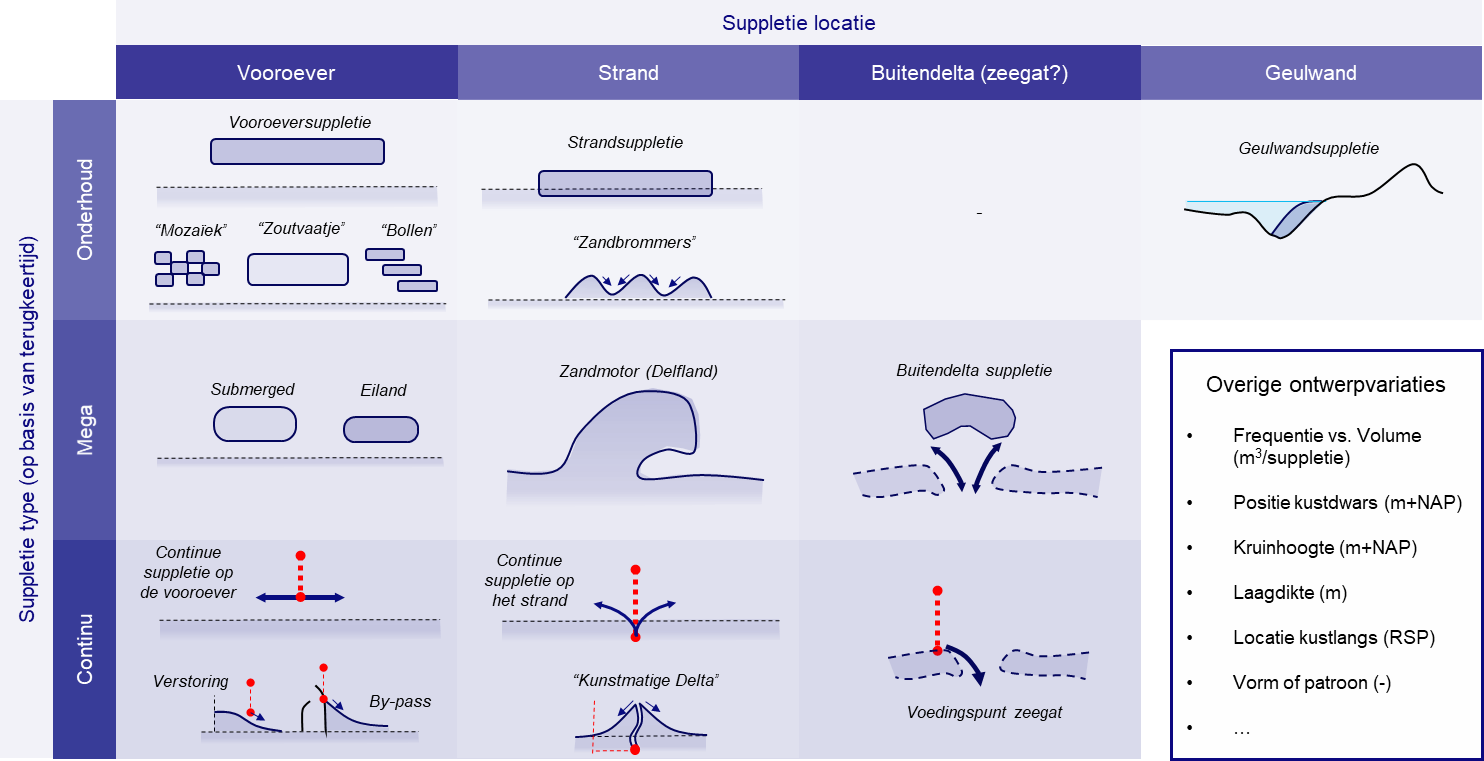 Suppletie locatie
Vooroever
Strand
Buitendelta (zeegat?)
Geulwand
Suppletie type (op basis van terugkeertijd)
Onderhoud
Vooroeversuppletie
“Mozaïek”
“Zoutvaatje”
“Bollen”
Strandsuppletie
“Zandbrommers”
-
Geulwandsuppletie
Mega
Submerged
Eiland
Zandmotor (Delfland)
Buitendelta suppletie
Continu
Continue
suppletie op
de vooroever
Verstoring
By-pass
Continue
suppletie op
het strand
“Kunstmatige Delta”
Voedingspunt zeegat
Overige ontwerpvariaties
• Frequentie vs. Volume
(m³/suppletie)
• Positie kustdwars (m+NAP)
• Kruinhoogte (m+NAP)
• Laagdikte (m)
• Locatie kustlangs (RSP)
• Vorm of patroon (-)
• …